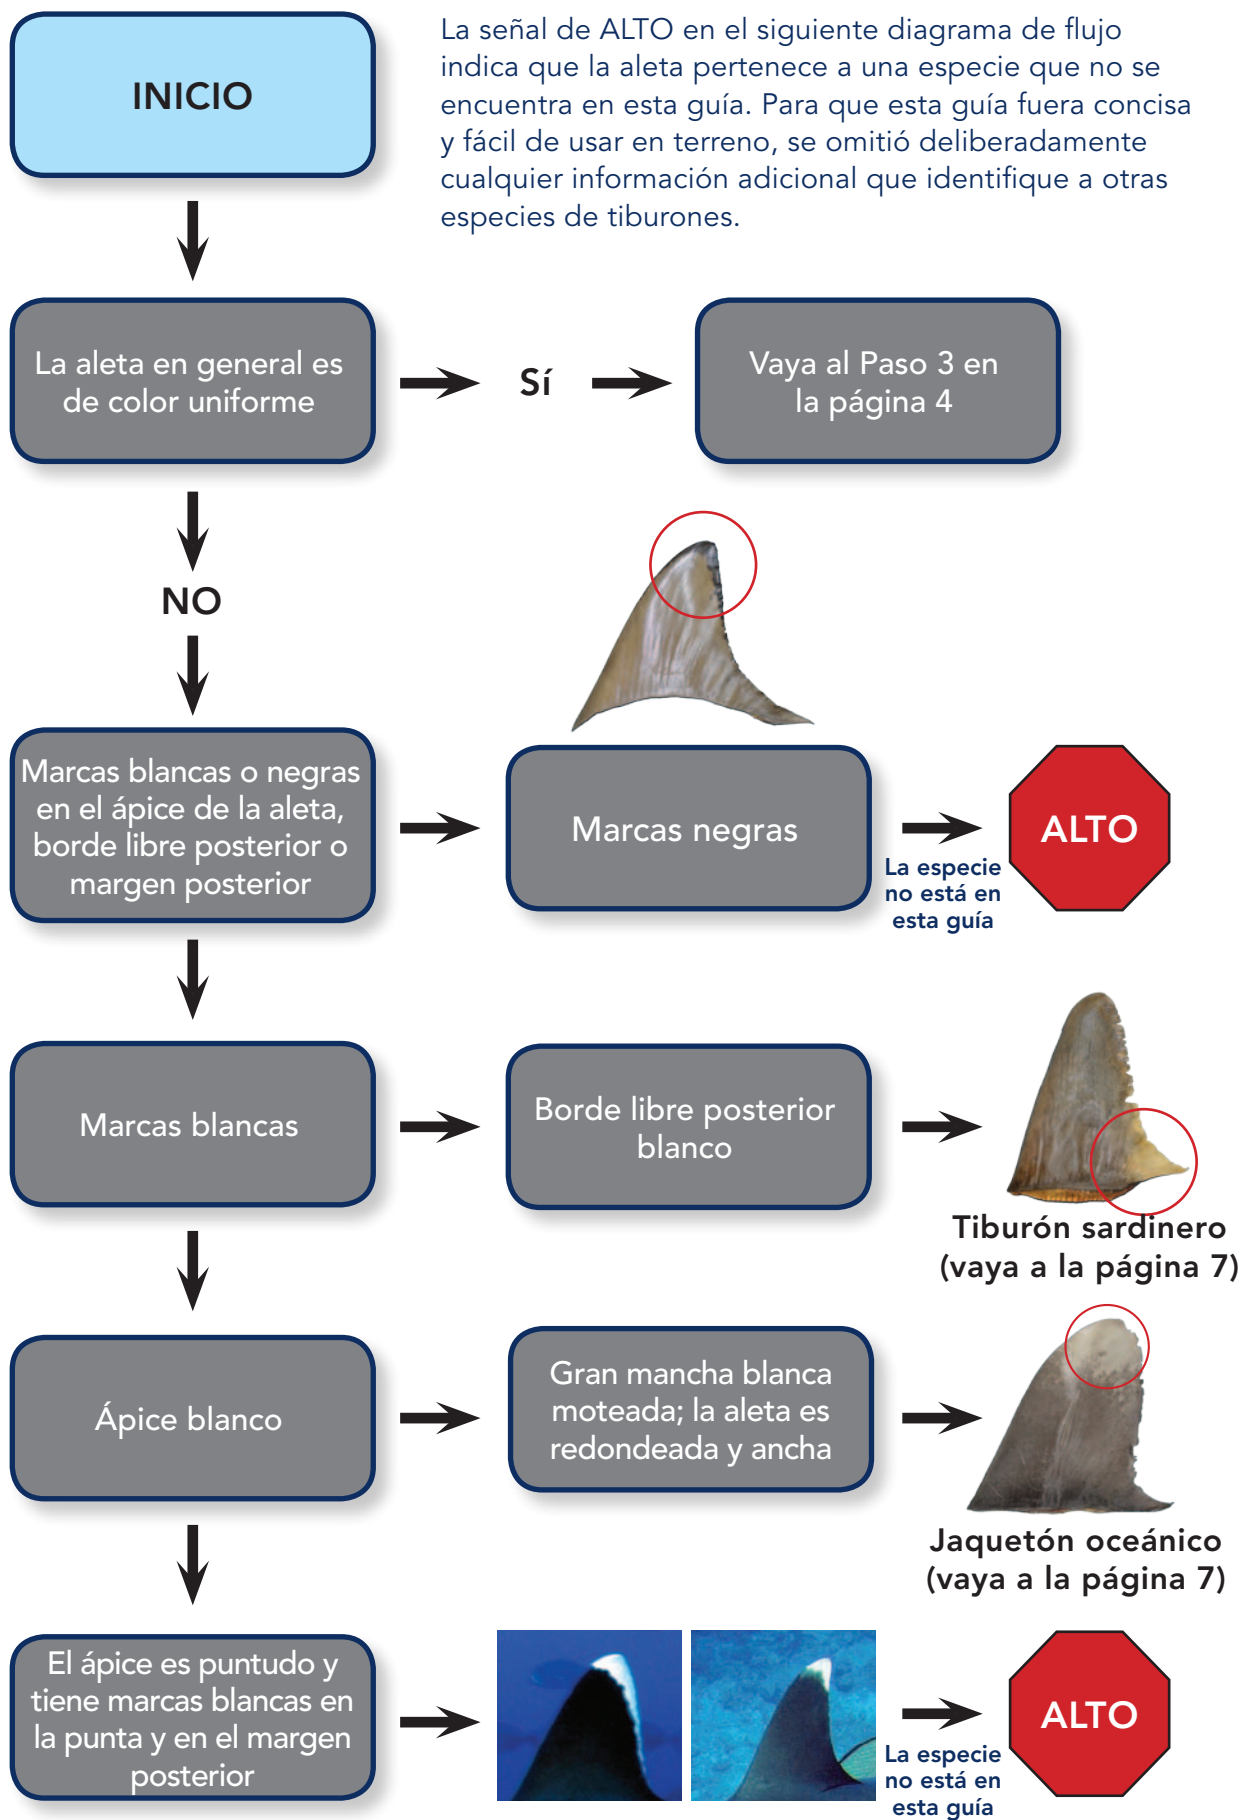 INICIO
La señal de ALTO en el siguiente diagrama de flujo
indica que la aleta pertenece a una especie que no se
encuentra en esta guía. Para que esta guía fuera concisa
y fácil de usar en terreno, se omitió deliberadamente
cualquier información adicional que identifique a otras
especies de tiburones.
La aleta en general es
de color uniforme
Sí
Vaya al Paso 3 en
la página 4
NO
Marcas blancas o negras
en el ápice de la aleta,
borde libre posterior o
margen posterior
Marcas negras
La especie
no está en
esta guía
ALTO
Marcas blancas
Borde libre posterior
blanco
Tiburón sardinero
(vaya a la página 7)
Ápice blanco
Gran mancha blanca
moteada; la aleta es
redondeada y ancha
Jaquetón oceánico
(vaya a la página 7)
El ápice es puntudo y
tiene marcas blancas en
la punta y en el margen
posterior
La especie
no está en
esta guía
ALTO